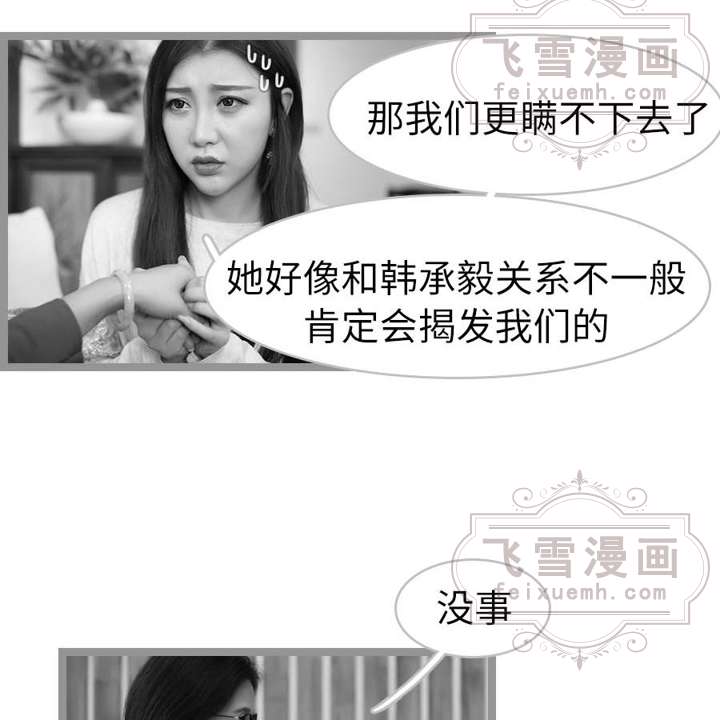 飞雪漫画
feixuemh.com
那我们更瞒不下去了
她好像和韩承毅关系不一般
肯定会揭发我们的
飞雪漫画
feixuemh.com
没事